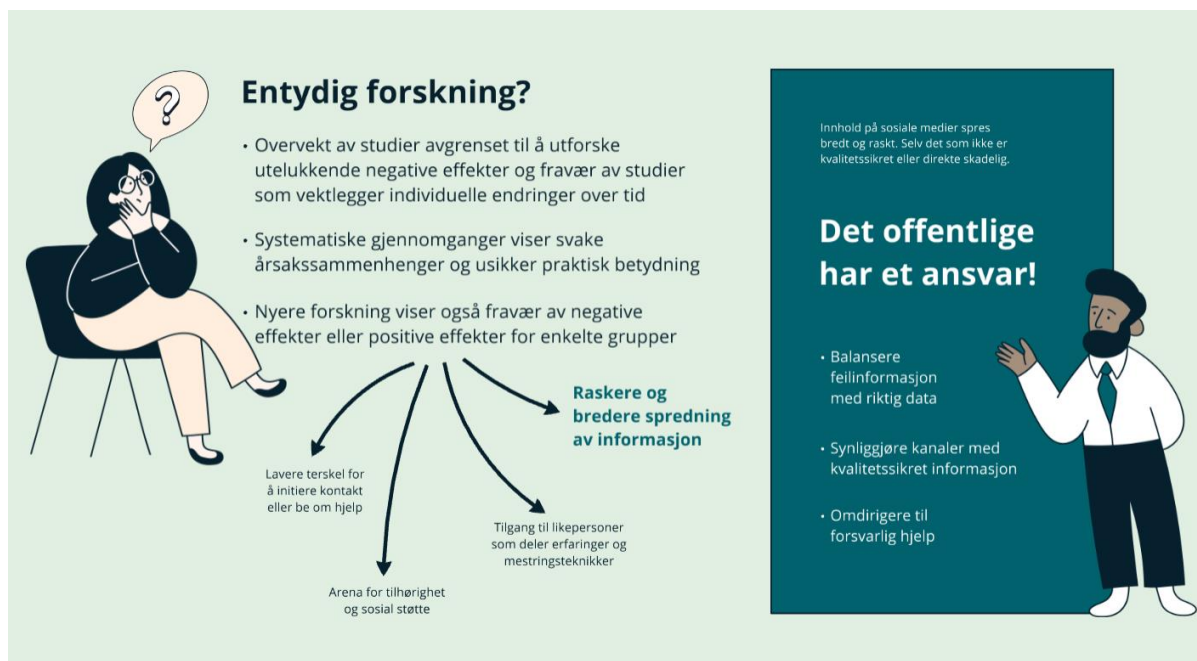 ?
Entydig forskning?
• Overvekt av studier avgrenset til å utforske
utelukkende negative effekter og fravær av studier
som vektlegger individuelle endringer over tid
• Systematiske gjennomganger viser svake
årsakssammenhenger og usikker praktisk betydning
• Nyere forskning viser også fravær av negative
effekter eller positive effekter for enkelte grupper
Lavere terskel for
å initiere kontakt
eller be om hjelp
Arena for tilhørighet
og sosial støtte
Tilgang til likepersoner
som deler erfaringer og
mestringsteknikker
Raskere og
bredere spredning
av informasjon
Innhold på sosiale medier spres
bredt og raskt. Selv det som ikke er
kvalitetssikret eller direkte skadelig.
Det offentlige
har et ansvar!
• Balansere
feilinformasjon
med riktig data
• Synliggjøre kanaler med
kvalitetssikret informasjon
• Omdirigere til
forsvarlig hjelp